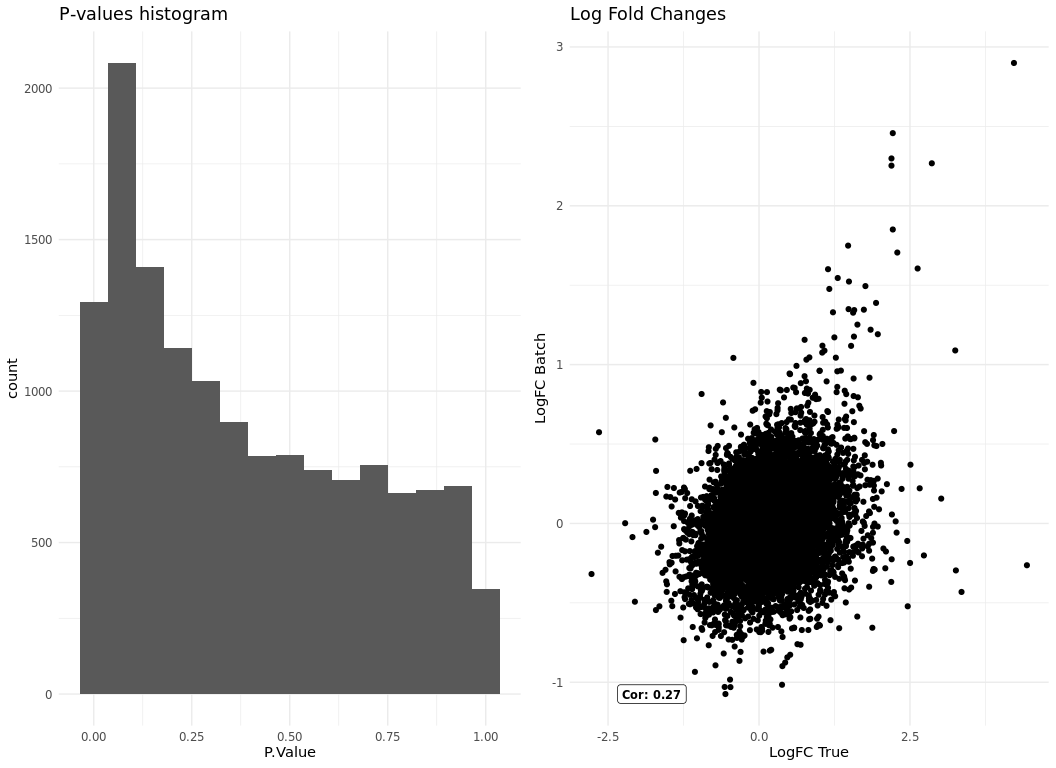 P-values histogram
2000
1500
1000
500
0
count
0.00 0.25 0.50 0.75 1.00
P.Value
Log Fold Changes
3
2
1
0
-1
LogFC Batch
Cor: 0.27
-2.5 0.0 2.5
LogFC True